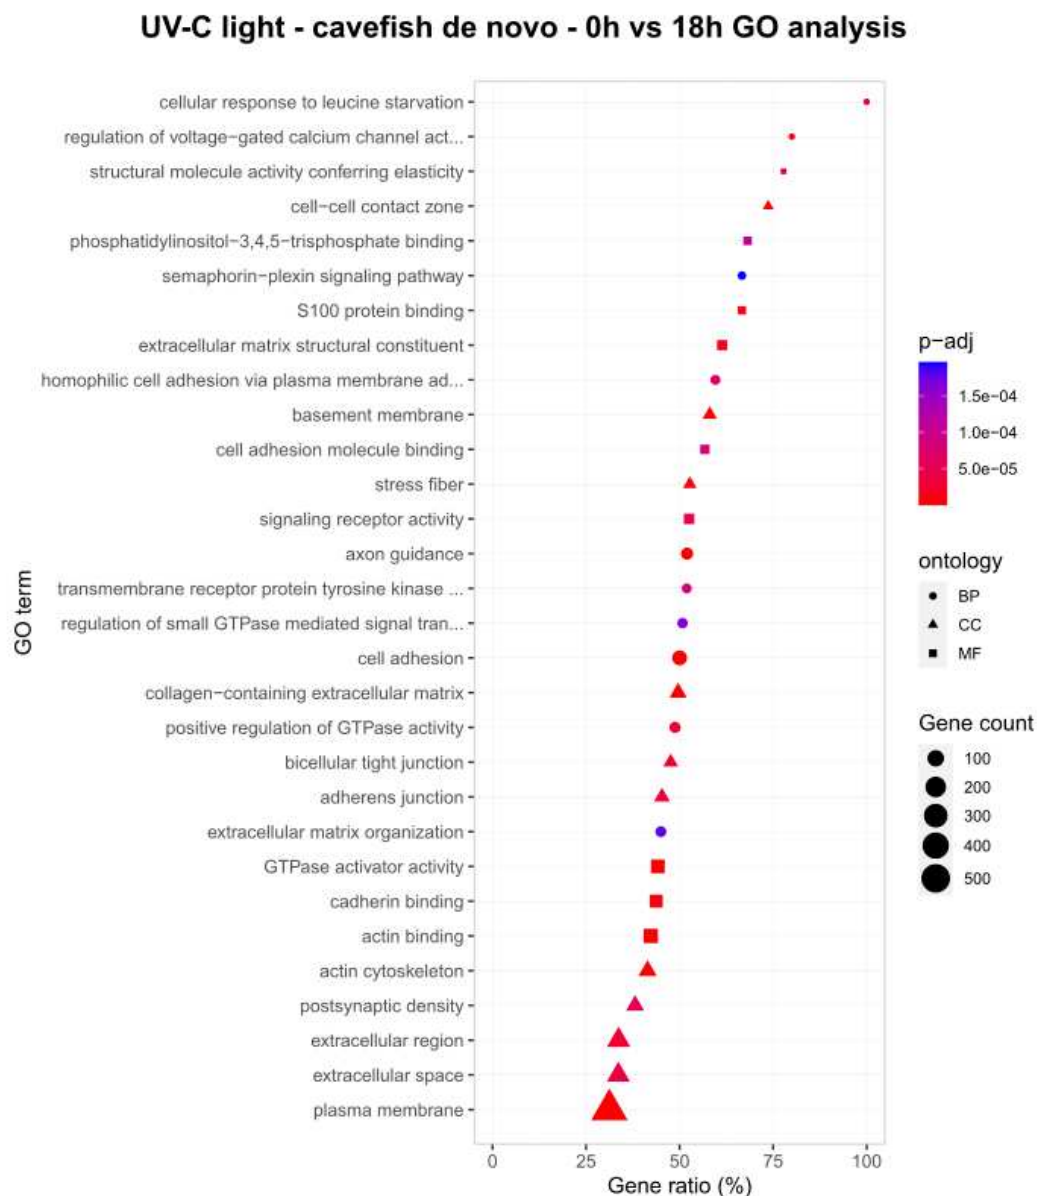 UV-C light - cavefish de novo - 0h vs 18h GO analysis
cellular response to leucine starvation
regulation of voltage-gated calcium channel act...
structural molecule activity conferring elasticity
cell-cell contact zone
phosphatidylinositol-3,4,5-trisphosphate binding
semaphorin-plexin signaling pathway
S100 protein binding
extracellular matrix structural constituent
homophilic cell adhesion via plasma membrane ad...
basement membrane
cell adhesion molecule binding
stress fiber
signaling receptor activity
axon guidance
transmembrane receptor protein tyrosine kinase ...
regulation of small GTPase mediated signal tran...
cell adhesion
collagen-containing extracellular matrix
positive regulation of GTPase activity
bicellular tight junction
adherens junction
extracellular matrix organization
GTPase activator activity
cadherin binding
actin binding
actin cytoskeleton
postsynaptic density
extracellular region
extracellular space
plasma membrane
GO term
0 25 50 75 100
Gene ratio (%)
p-adj
1.5e-04
1.0e-04
5.0e-05
ontology
BP
CC
MF
Gene count
100
200
300
400
500